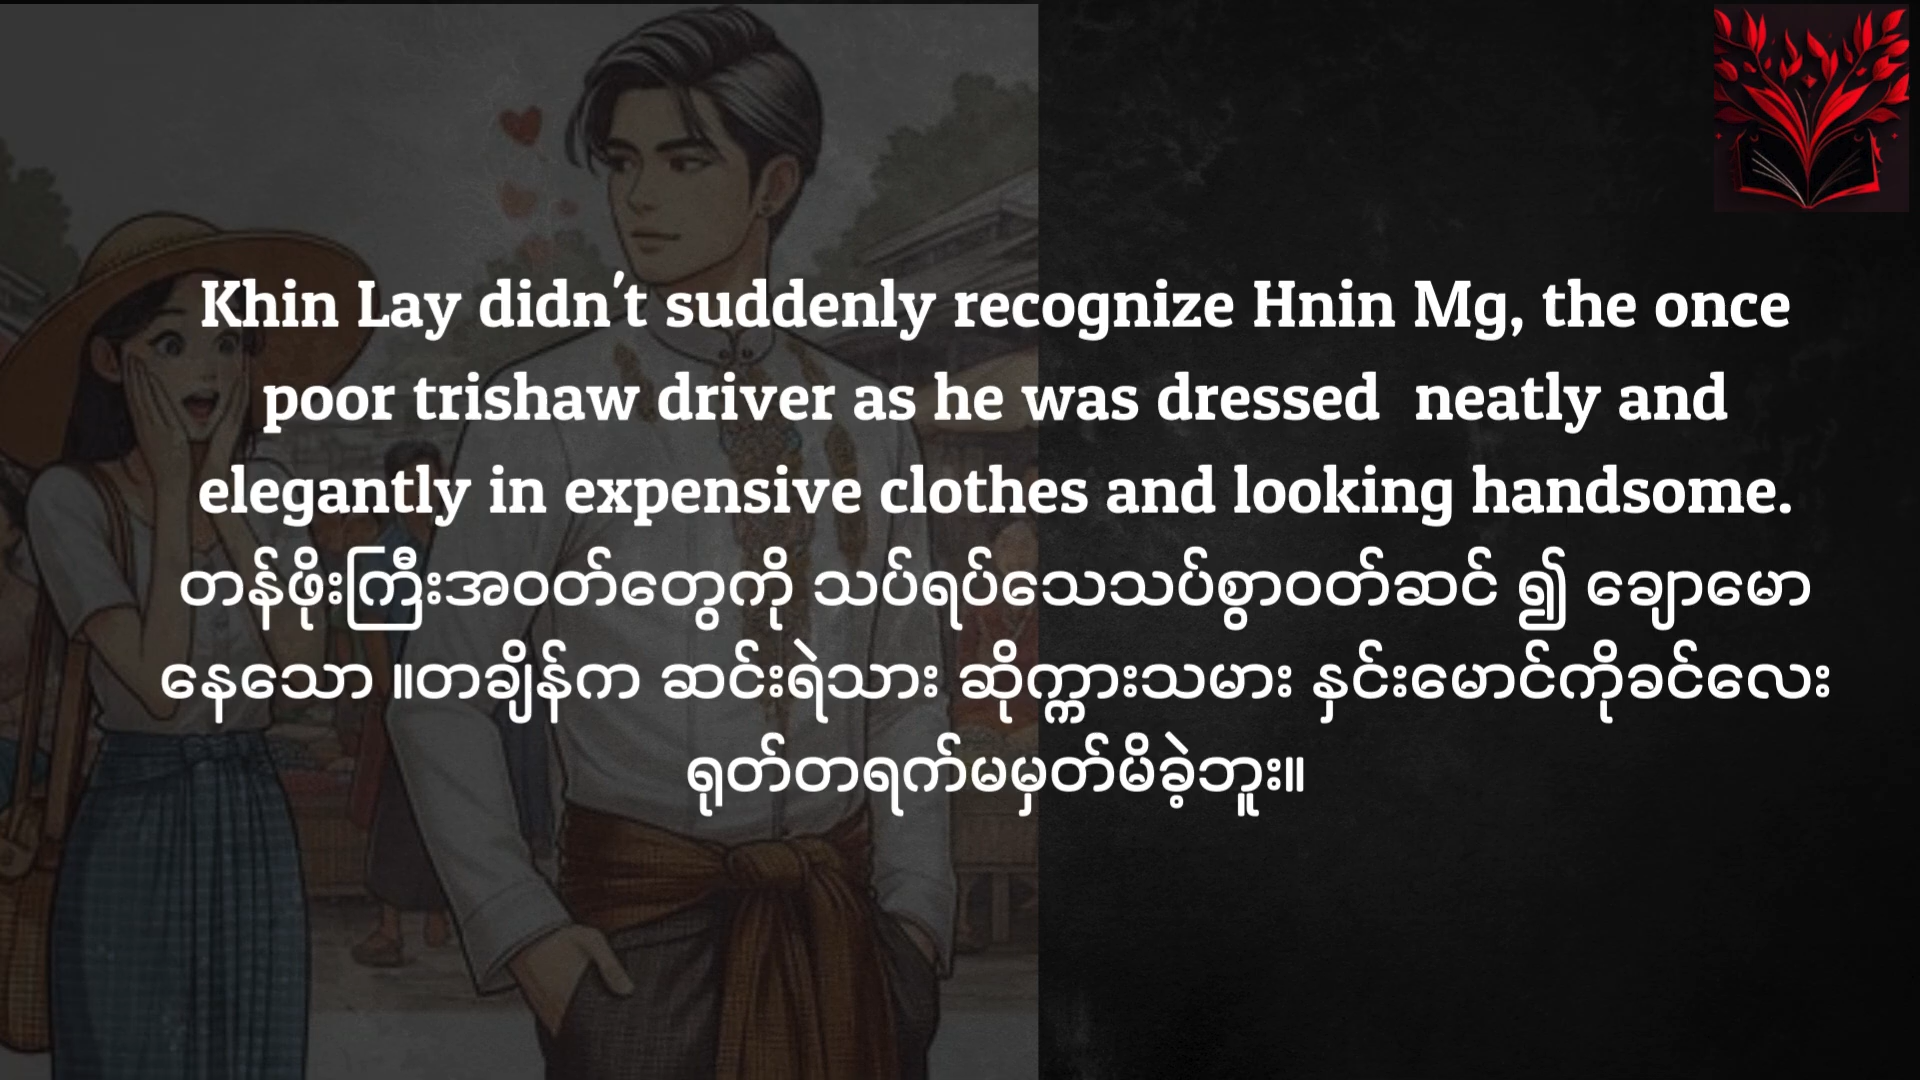 Khin Lay didn't suddenly recognize Hnin Mg, the once
poor trishaw driver as he was dressed  neatly and
elegantly in expensive clothes and looking handsome.
တန်ဖိုးကြီးအဝတ်တွေကို သပ်ရပ်သေသပ်စွာဝတ်ဆင် ၍ ချောမော
နေသော ။တချိန်က ဆင်းရဲသား ဆိုက္ကားသမား နှင်းမောင်ကိုခင်လေး
ရုတ်တရက်မမှတ်မိခဲ့ဘူး။